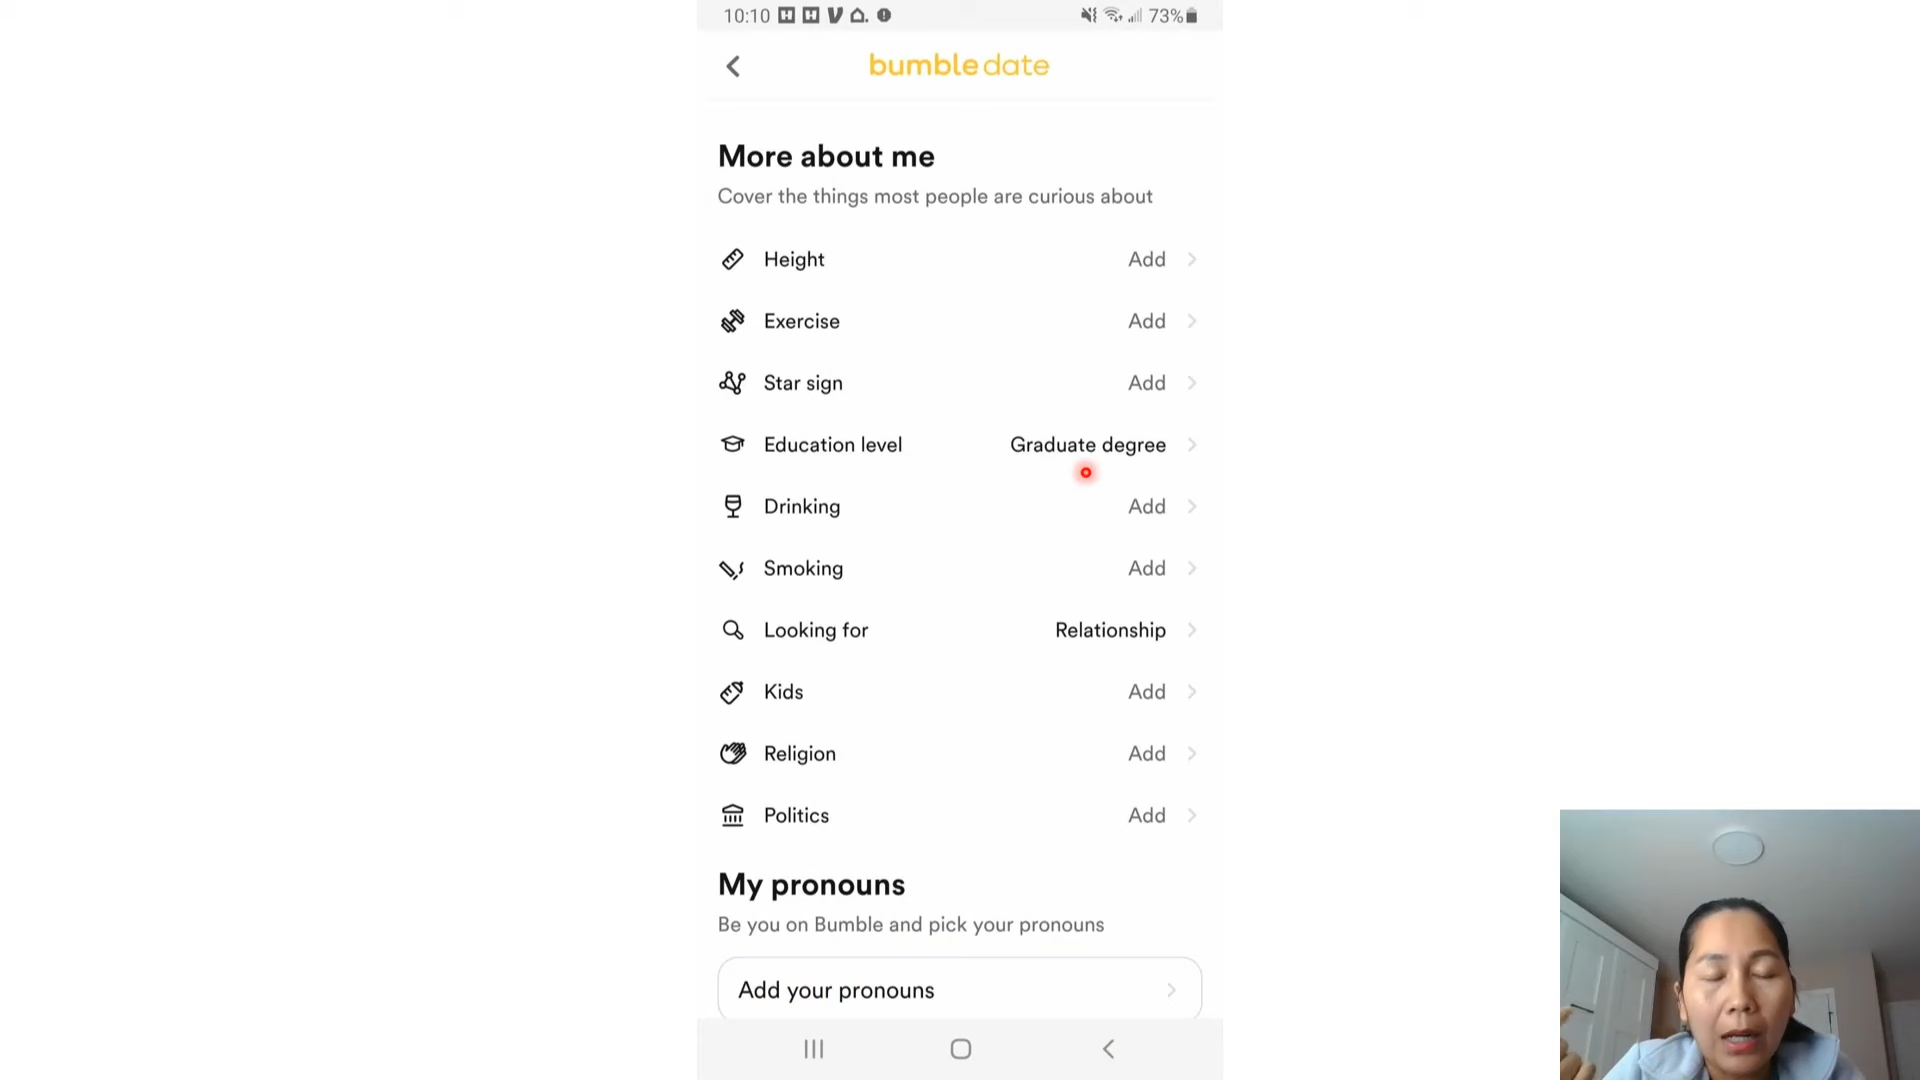 10:10
73%
bumble date
More about me
Cover the things most people are curious about
Height Add
Exercise Add
Star sign Add
Education level Graduate degree
Drinking Add
Smoking Add
Looking for Relationship
Kids Add
Religion Add
Politics Add
My pronouns
Be you on Bumble and pick your pronouns
Add your pronouns